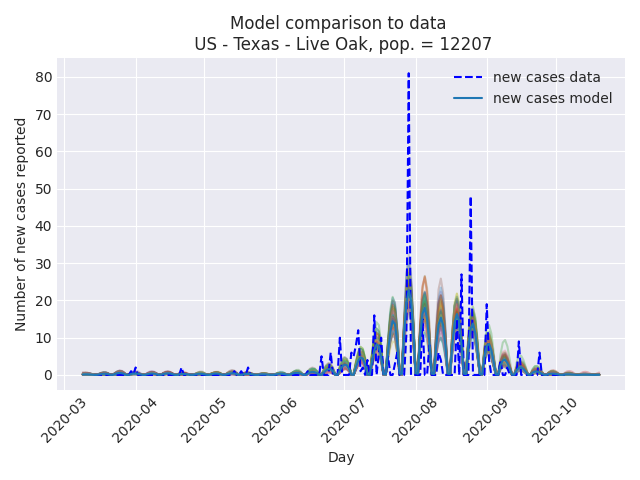 Model comparison to data
US - Texas - Live Oak, pop. = 12207
new cases data
new cases model
Number of new cases reported
80
70
60
50
40
30
20
10
0
2020-03
2020-04
2020-05
2020-06
2020-07
2020-08
2020-09
2020-10
Day